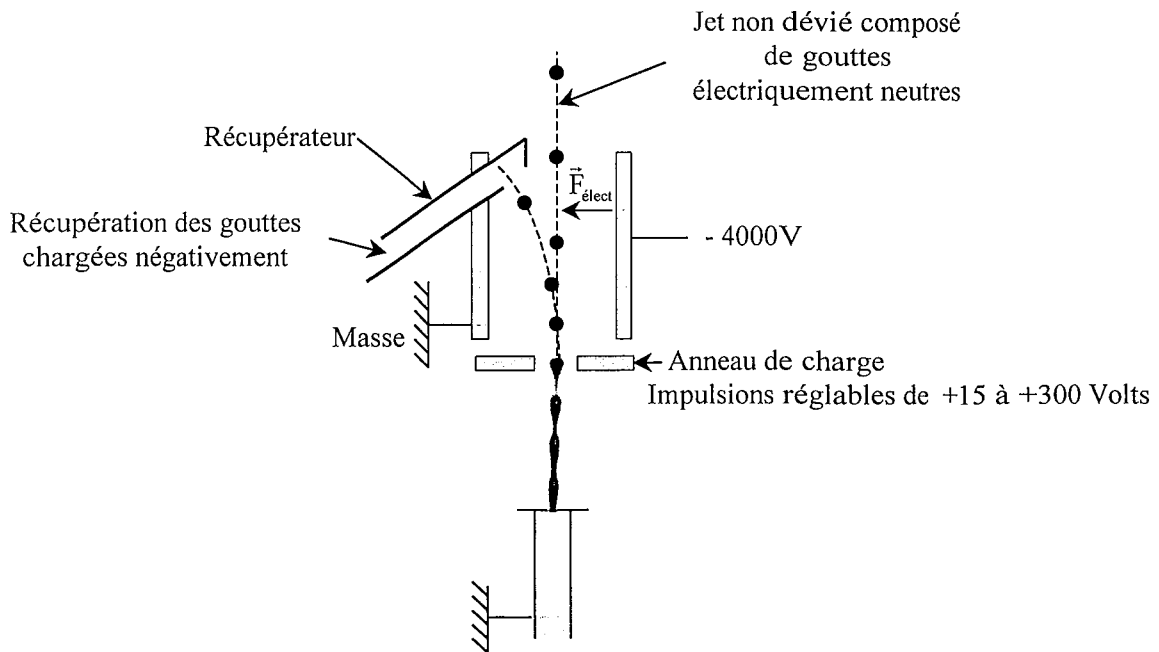 Jet non dévié composé
de gouttes
électriquement neutres
Récupérateur
F⃗élect
Récupération des gouttes
chargées négativement
- 4000V
Masse
Anneau de charge
Impulsions réglables de +15 à +300 Volts